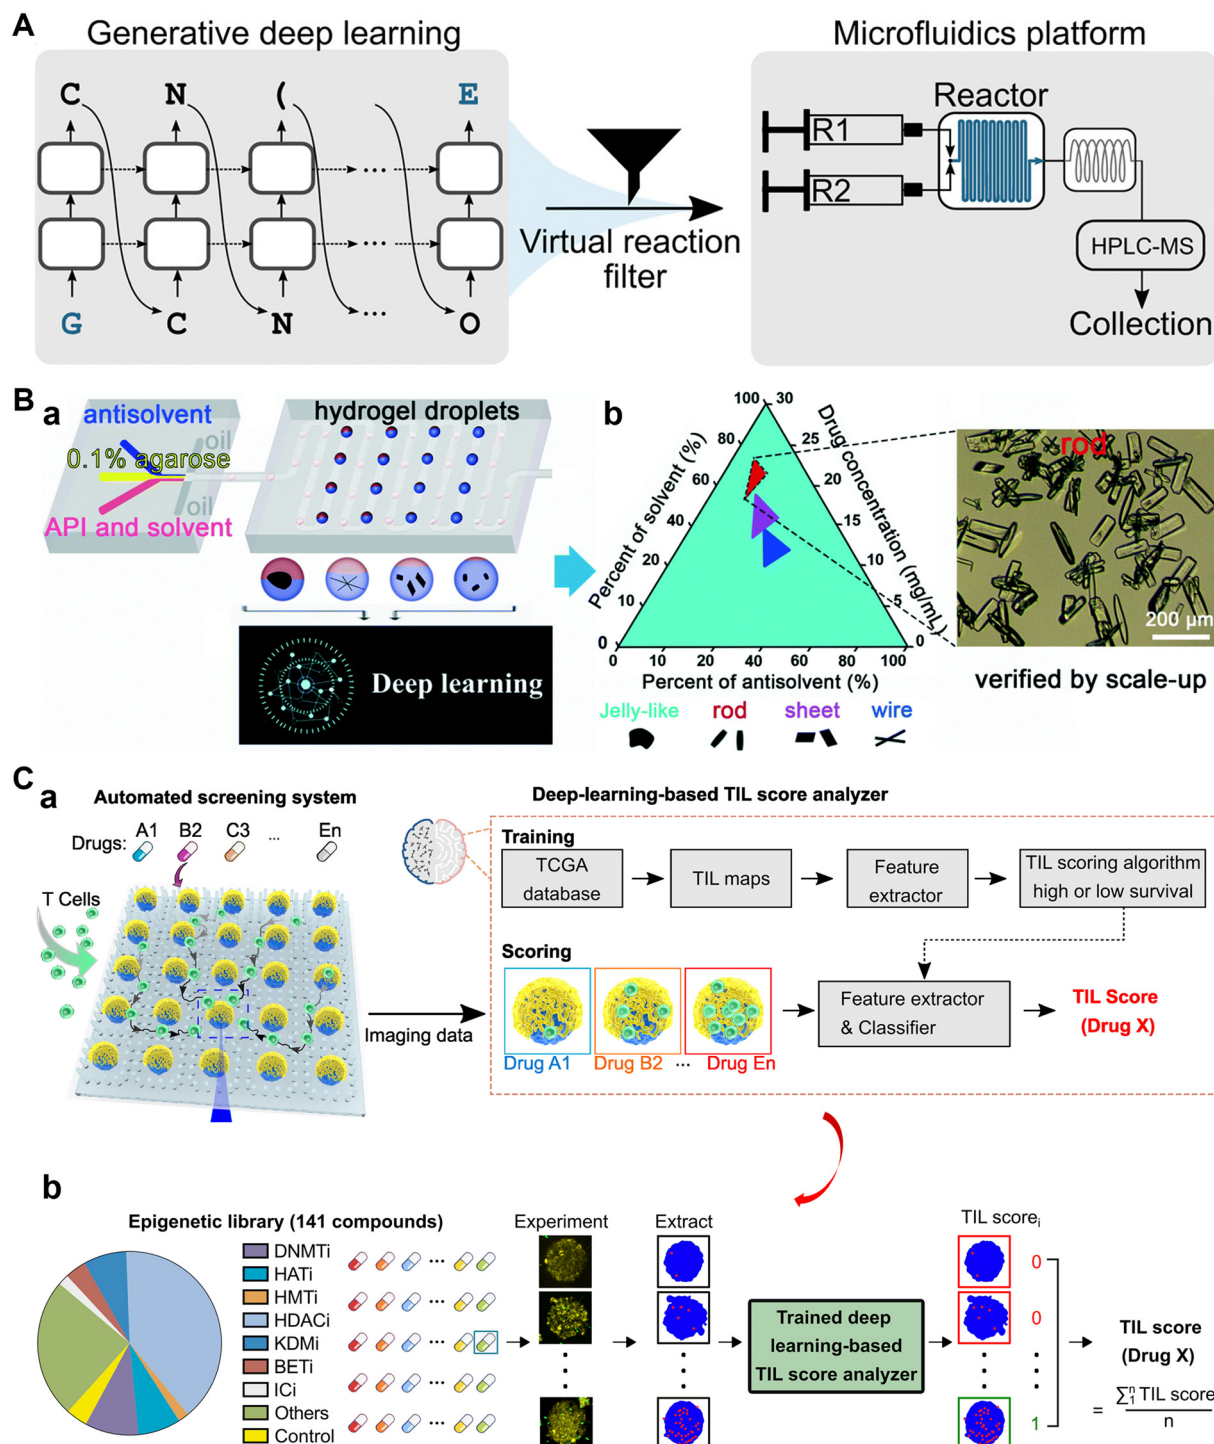 A
Generative deep learning
Microfluidics platform
C N ( ... E
G C N ... O
Virtual reaction
filter
Reactor
R1
R2
HPLC-MS
Collection
B
a
antisolvent
0.1% agarose
API and solvent
oil
oil
hydrogel droplets
Deep learning
b
100
80
60
40
20
10
0
Percent of solvent (%)
30
25
20
15
10
5
0
Drug concentration (mg/mL)
0 10 20 40 60 80 100
Percent of antisolvent (%)
Jelly-like rod sheet wire
rod
200 μm
verified by scale-up
C
a
Automated screening system
Drugs: A1 B2 C3 ... En
T Cells
Imaging data
Deep-learning-based TIL score analyzer
Training
TCGA
database
TIL maps
Feature
extractor
TIL scoring algorithm
high or low survival
Scoring
Drug A1 Drug B2 ... Drug En
Feature extractor
& Classifier
TIL Score
(Drug X)
b
Epigenetic library (141 compounds)
DNMTi
HATi
HMTi
HDACi
KDMi
BETi
ICi
Others
Control
Experiment
Extract
Trained deep
learning-based
TIL score analyzer
TIL scoreᵢ
0
0
1
TIL score
(Drug X)
= ∑₁ⁿ TIL score
n